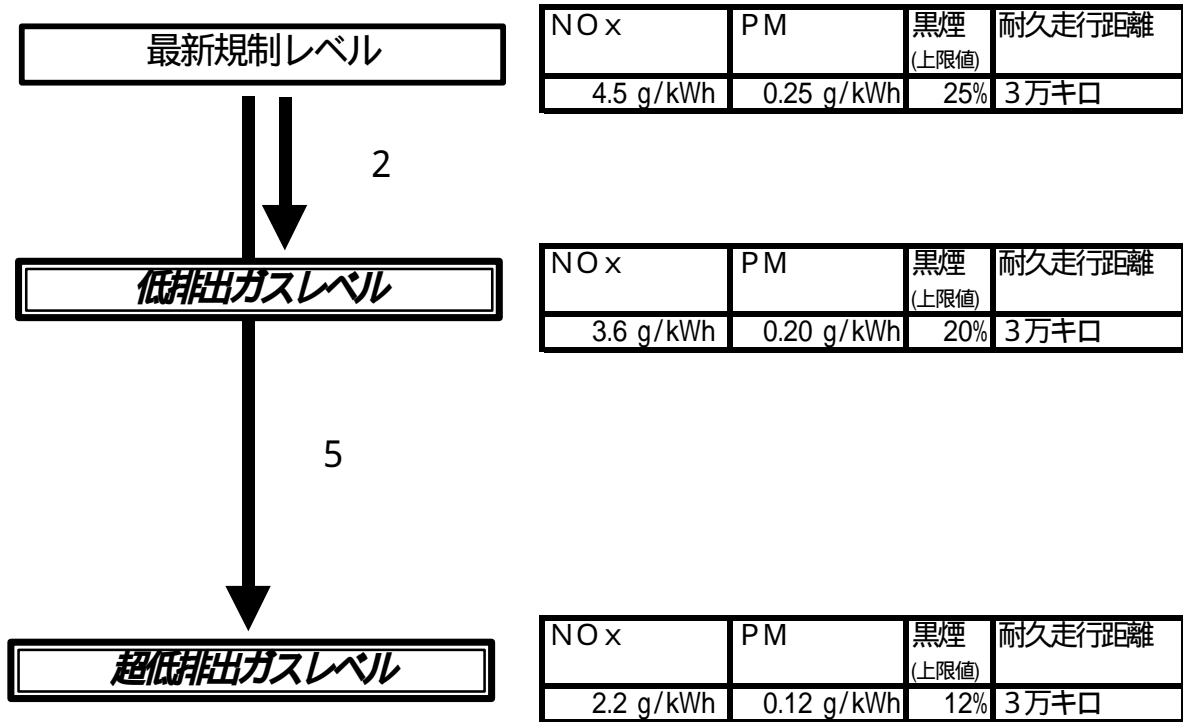 最新規制レベル
NOx PM 黒煙 耐久走行距離
(上限値)
4.5 g/kWh 0.25 g/kWh 25% 3万キロ
2
低排出ガスレベル
NOx PM 黒煙 耐久走行距離
(上限値)
3.6 g/kWh 0.20 g/kWh 20% 3万キロ
5
超低排出ガスレベル
NOx PM 黒煙 耐久走行距離
(上限値)
2.2 g/kWh 0.12 g/kWh 12% 3万キロ